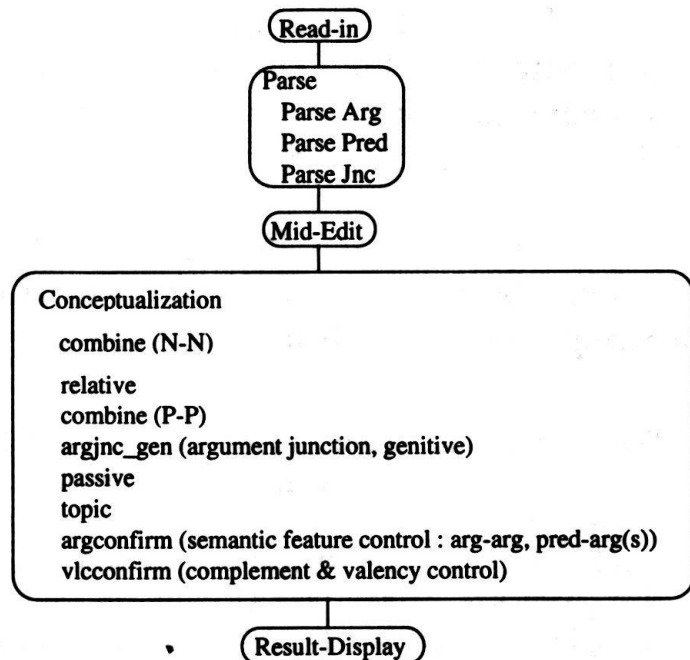 Read-in
Parse
Parse Arg
Parse Pred
Parse Jnc
Mid-Edit
Conceptualization
combine (N-N)
relative
combine (P-P)
argjnc_gen (argument junction, genitive)
passive
topic
argconfirm (semantic feature control : arg-arg, pred-arg(s))
vlcconfirm (complement & valency control)
Result-Display